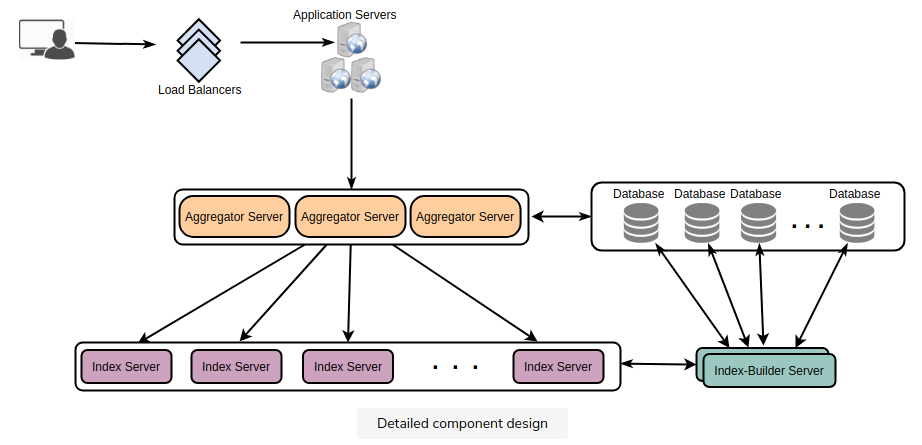 Application Servers
Load Balancers
Aggregator Server
Aggregator Server
Aggregator Server
Database
Database
Database
. . .
Database
Index Server
Index Server
Index Server
. . .
Index Server
Index-Builder Server
Detailed component design